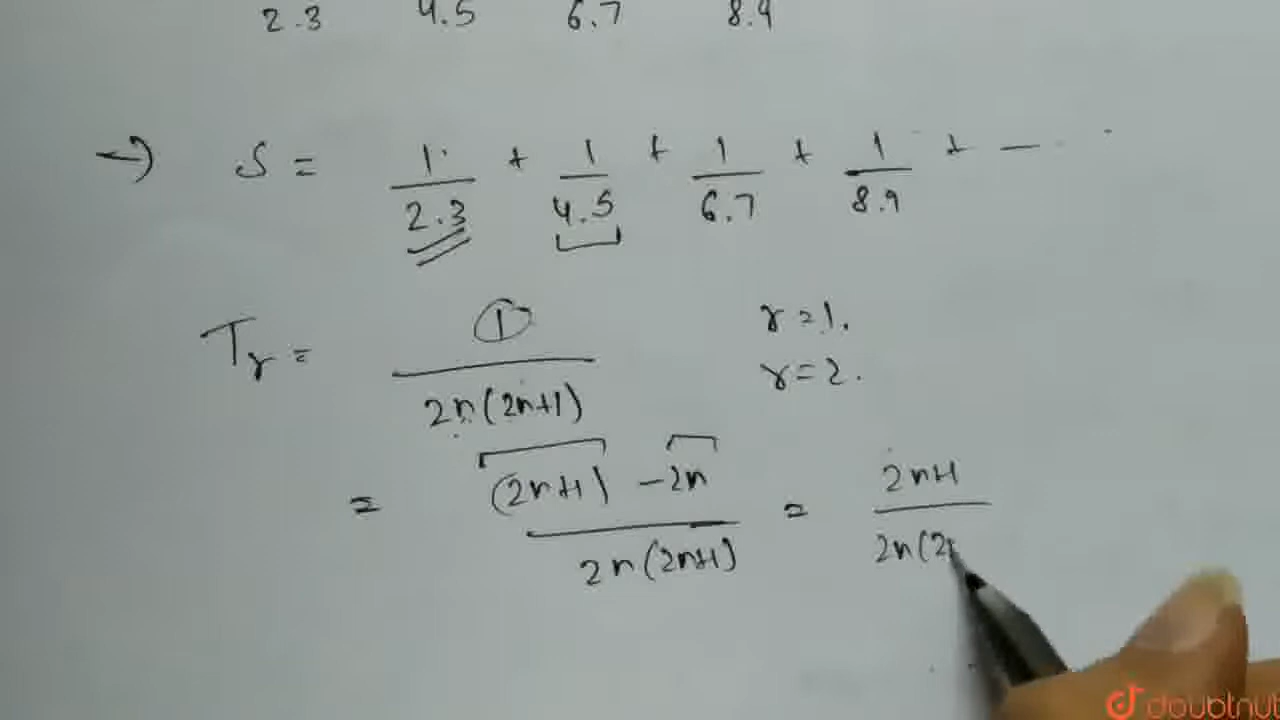 2.3 4.5 6.7 8.9
→) S = 1/2.3 + 1/4.5 + 1/6.7 + 1/8.9 + — . .
Tr = 1/2n(2n+1) r=1.
r=2.
= (2n+1) -2n/2n(2n+1) = 2n+1/2n(2
doubtnut